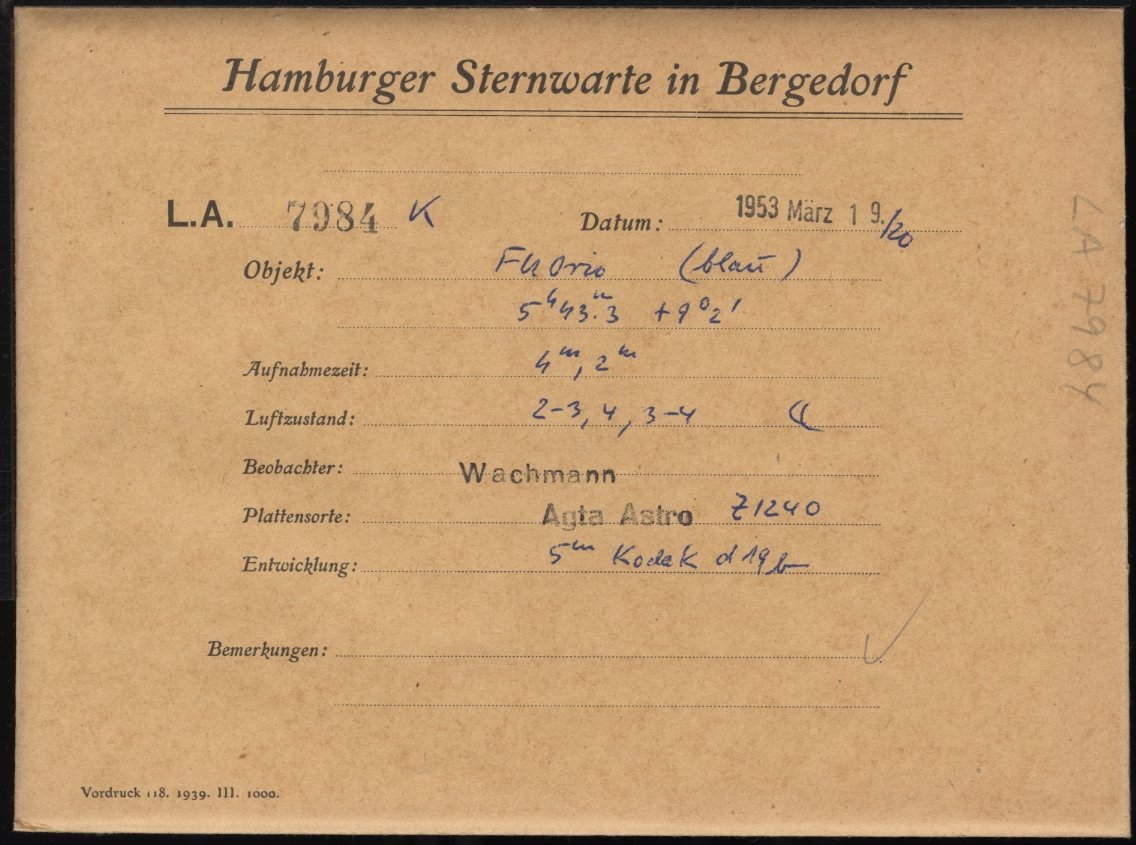 Hamburger Sternwarte in Bergedorf
L.A. 7984 K Datum: 1953 März 19./20
Objekt: FU Orio (blau)
5ʰ43ᵐ.3 +9°2'
Aufnahmezeit: 4ᵐ, 2ᵐ
Luftzustand: 2-3, 4, 3-4
Beobachter: Wachmann
Plattensorte: Agfa Astro Z1240
Entwicklung: 5ᵐ Kodak d19b
Bemerkungen:
Vordruck 118. 1939. III. 1000.
LA 7984